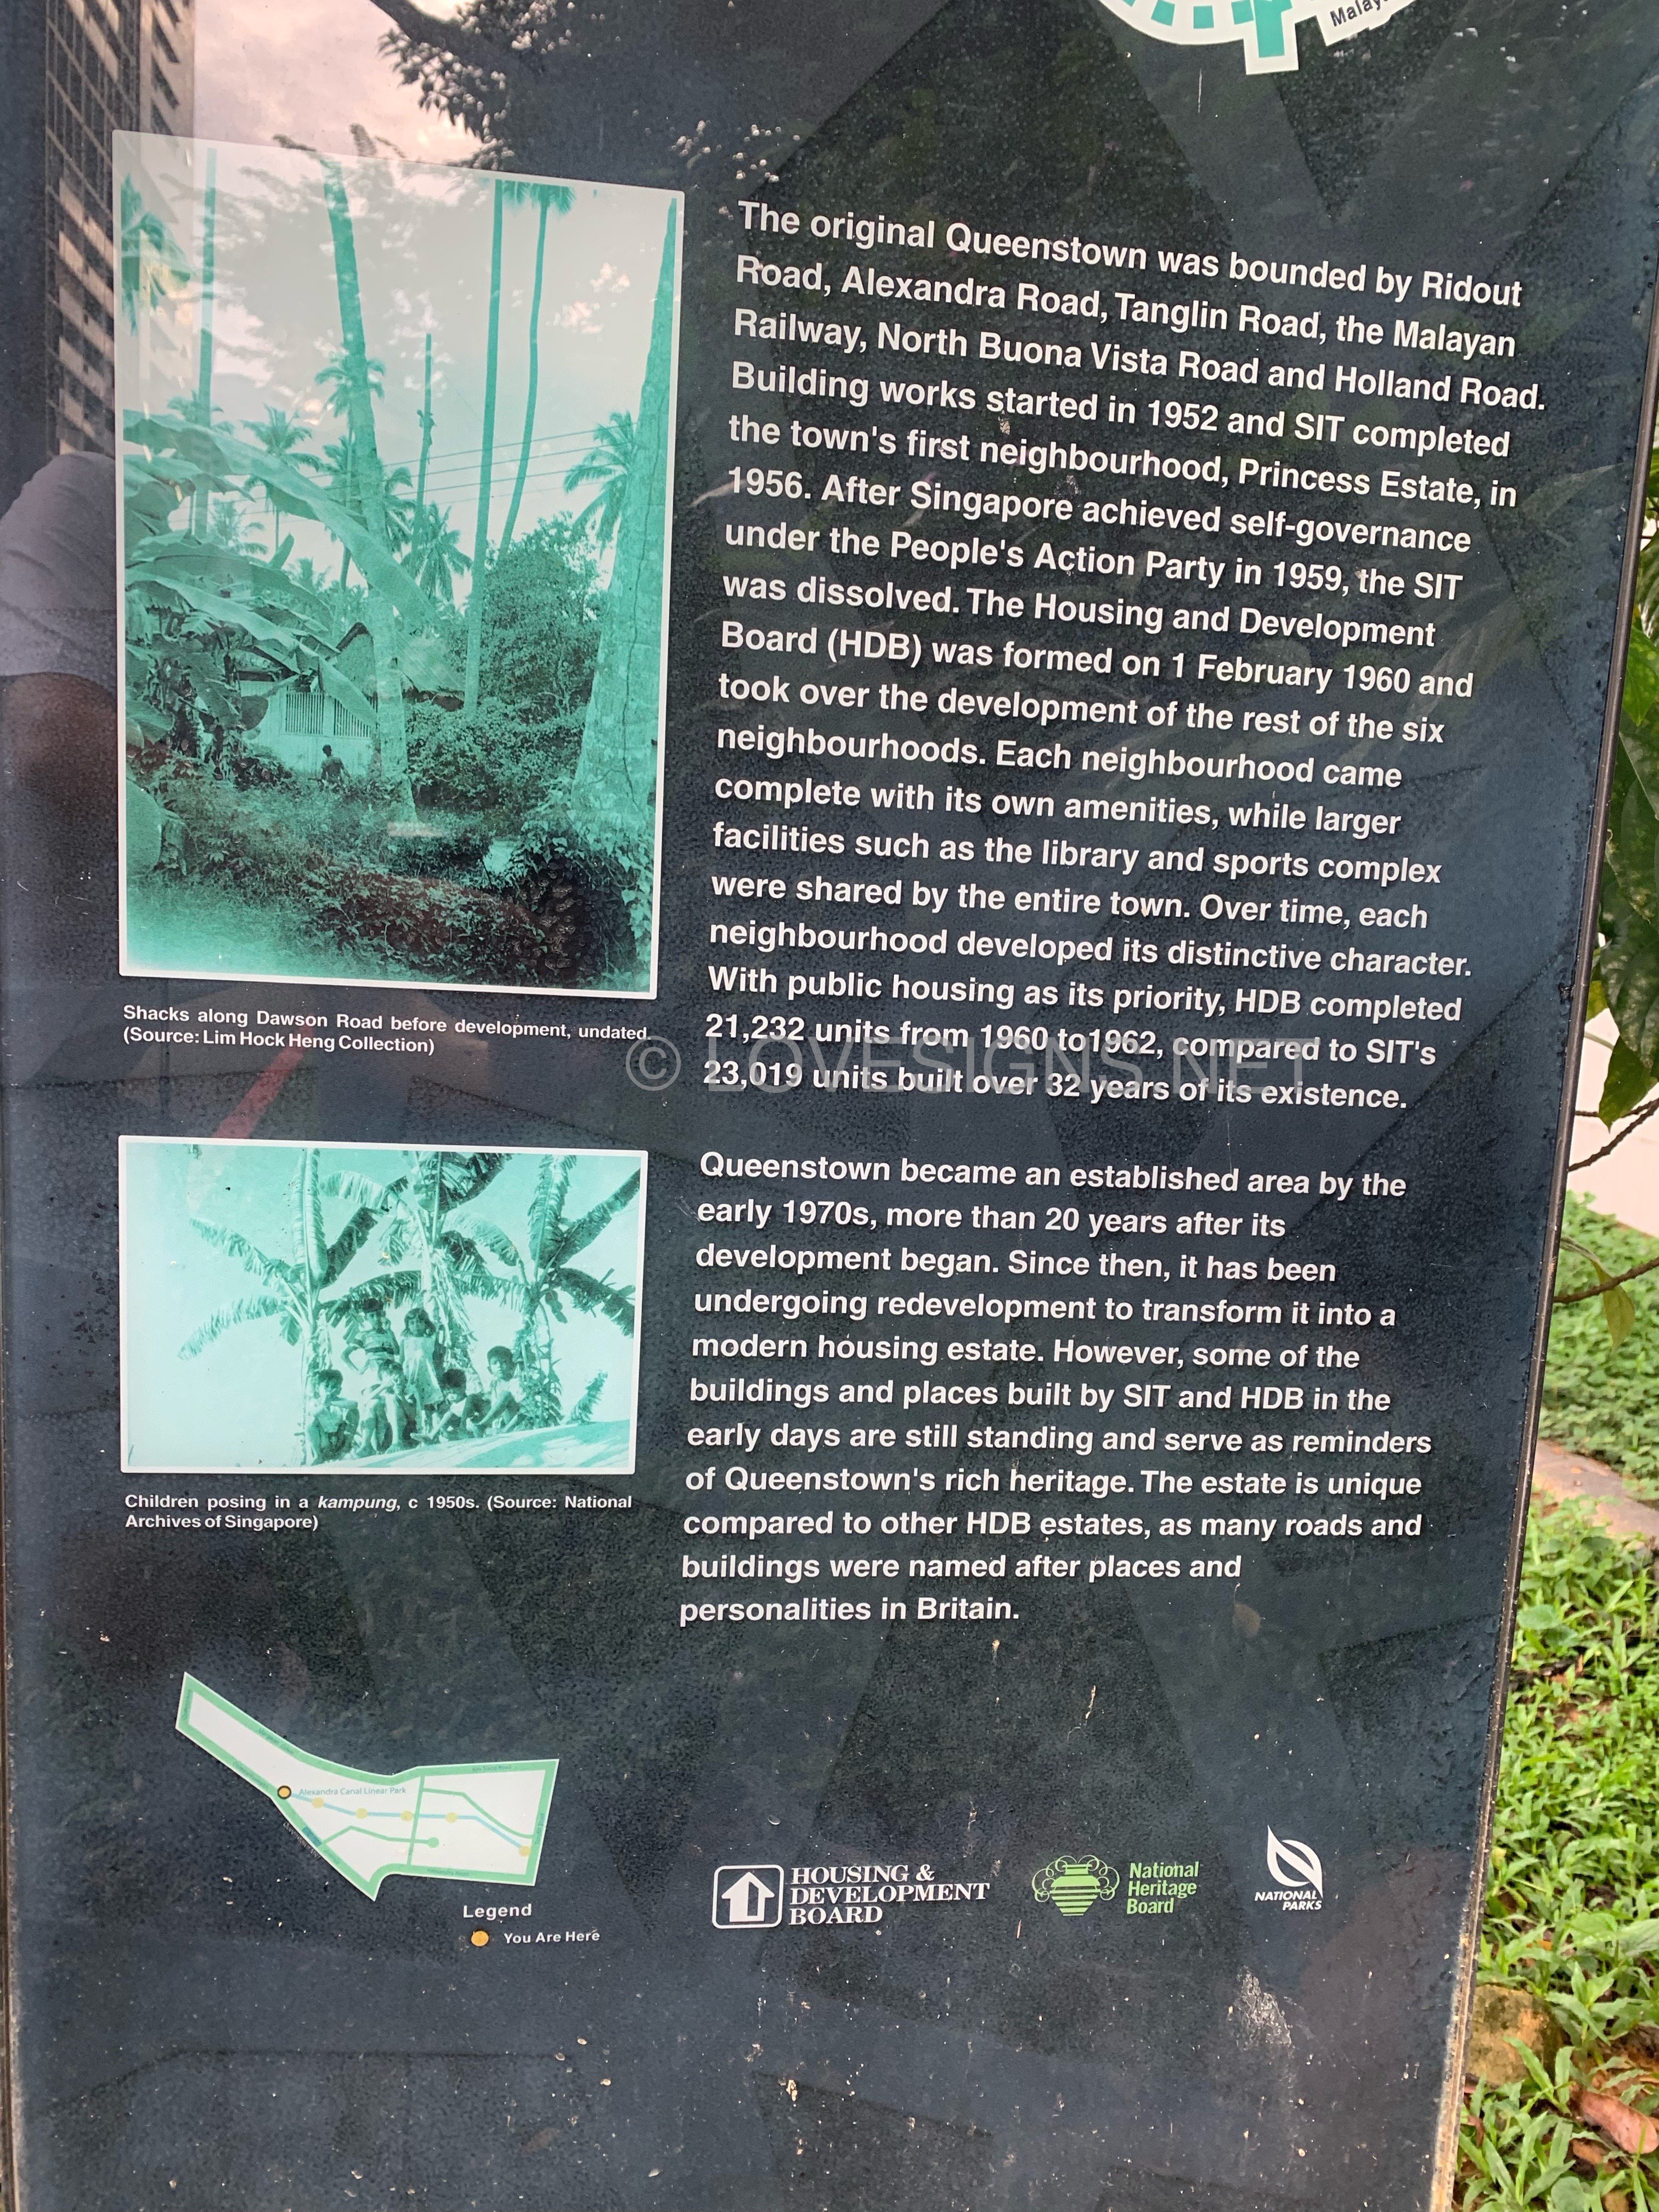 Malay
The original Queenstown was bounded by Ridout
Road, Alexandra Road, Tanglin Road, the Malayan
Railway, North Buona Vista Road and Holland Road.
Building works started in 1952 and SIT completed
the town's first neighbourhood, Princess Estate, in
1956. After Singapore achieved self-governance
under the People's Action Party in 1959, the SIT
was dissolved. The Housing and Development
Board (HDB) was formed on 1 February 1960 and
took over the development of the rest of the six
neighbourhoods. Each neighbourhood came
complete with its own amenities, while larger
facilities such as the library and sports complex
were shared by the entire town. Over time, each
neighbourhood developed its distinctive character.
With public housing as its priority, HDB completed
21,232 units from 1960 to1962, compared to SIT's
23,019 units built over 32 years of its existence.
Queenstown became an established area by the
early 1970s, more than 20 years after its
development began. Since then, it has been
undergoing redevelopment to transform it into a
modern housing estate. However, some of the
buildings and places built by SIT and HDB in the
early days are still standing and serve as reminders
of Queenstown's rich heritage. The estate is unique
compared to other HDB estates, as many roads and
buildings were named after places and
personalities in Britain.
Shacks along Dawson Road before development, undated.
(Source: Lim Hock Heng Collection)
© LOVESIGNS.NET
Children posing in a kampung, c 1950s. (Source: National
Archives of Singapore)
Alexandra Canal Linear Park
Legend
You Are Here
HOUSING &
DEVELOPMENT
BOARD
National
Heritage
Board
NATIONAL
PARKS